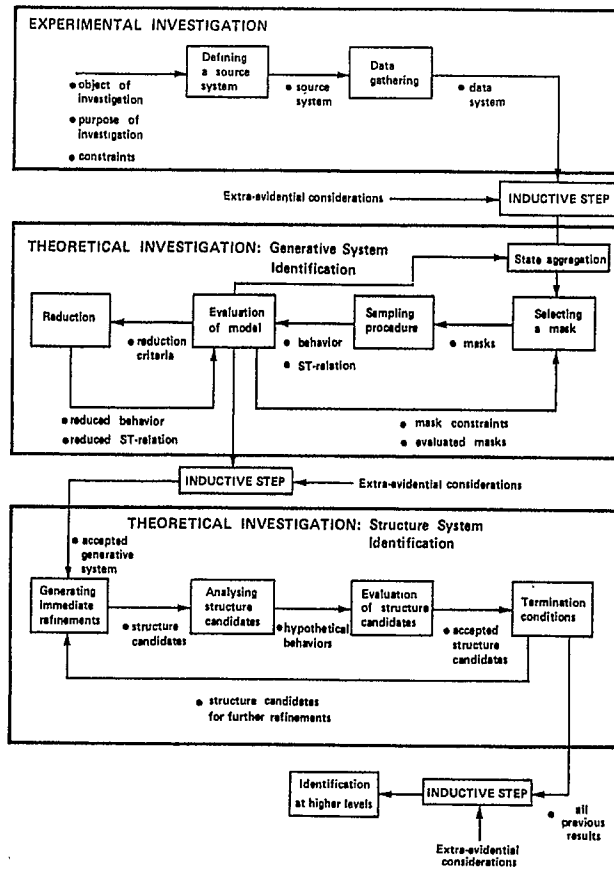 EXPERIMENTAL INVESTIGATION
Defining
a source
system
Data
gathering
• object of
investigation
• purpose of
investigation
• constraints
• source
system
• data
system
Extra-evidential considerations
INDUCTIVE STEP
THEORETICAL INVESTIGATION: Generative System
Identification
State aggregation
Reduction
Evaluation
of model
Sampling
procedure
Selecting
a mask
• reduction
criteria
• behavior
• ST-relation
• masks
• reduced behavior
• reduced ST-relation
• mask constraints
• evaluated masks
INDUCTIVE STEP
Extra-evidential considerations
THEORETICAL INVESTIGATION: Structure System
Identification
• accepted
generative
system
Generating
Immediate
refinements
Analysing
structure
candidates
Evaluation
of structure
candidates
Termination
conditions
• structure
candidates
• hypothetical
behaviors
• accepted
structure
candidates
• structure candidates
for further refinements
Identification
at higher levels
INDUCTIVE STEP
• all
previous
results
Extra-evidential
considerations